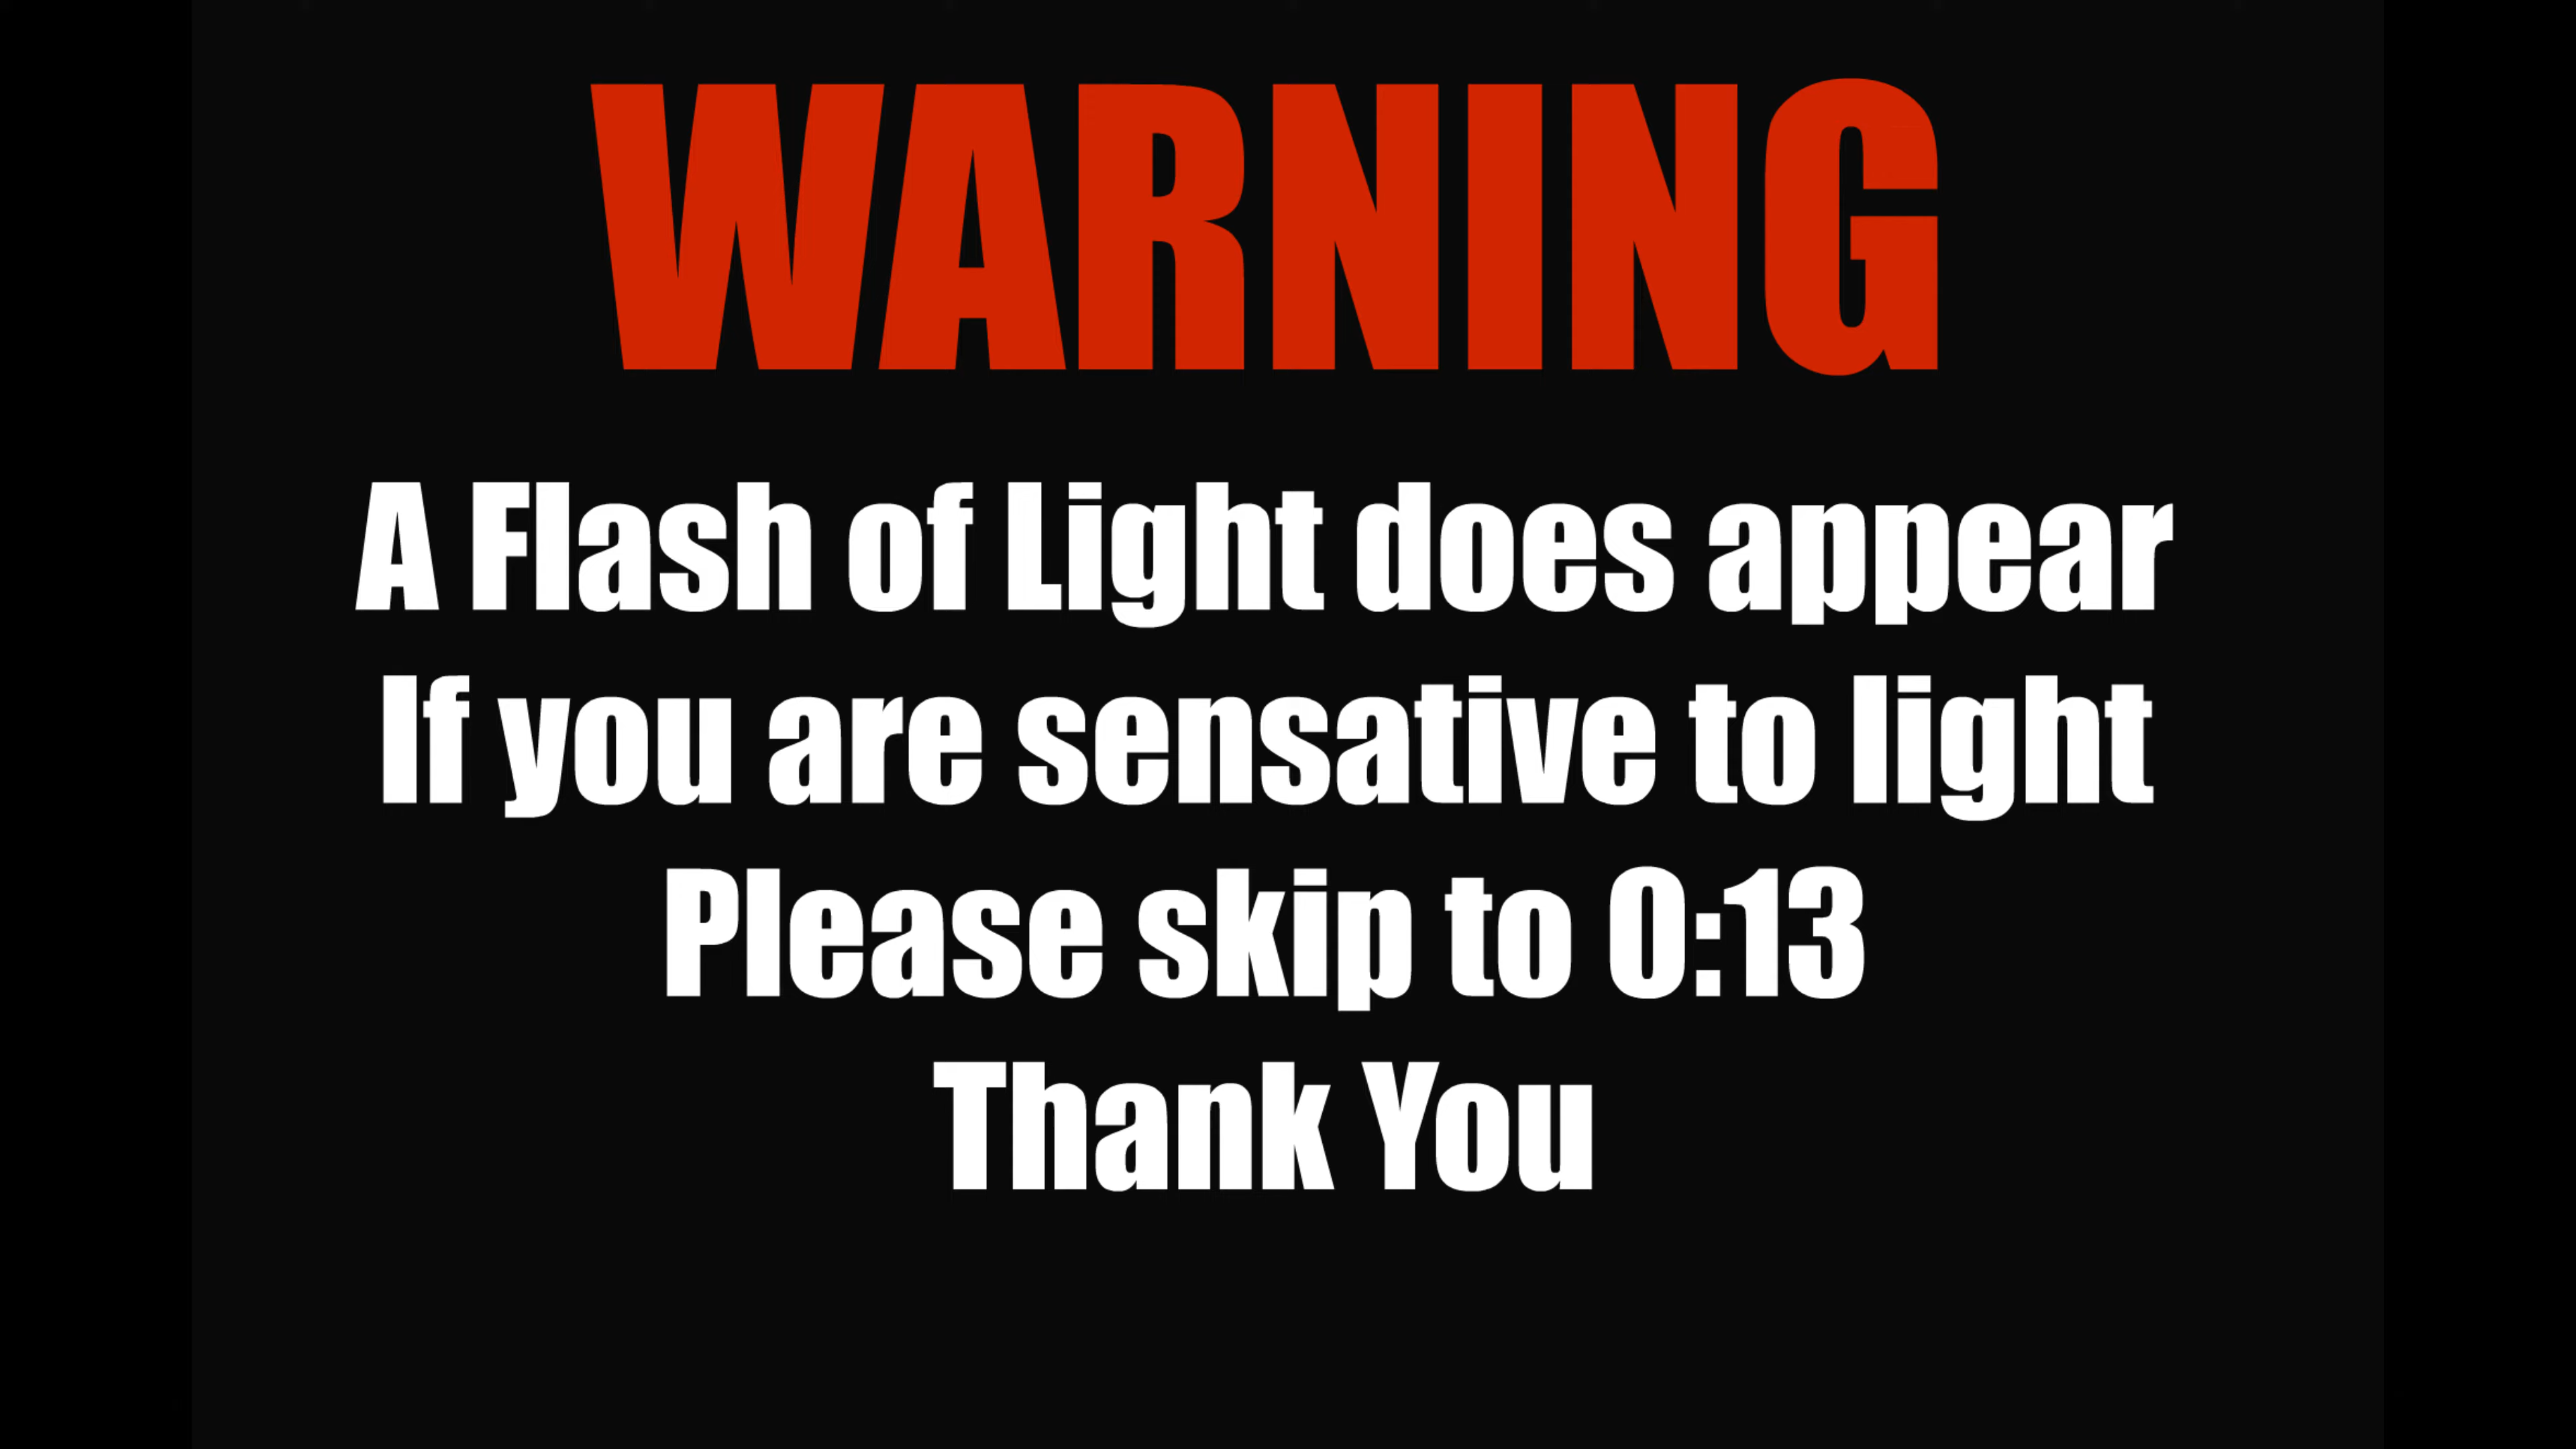 WARNING
A Flash of Light does appear
If you are sensative to light
Please skip to 0:13
Thank You